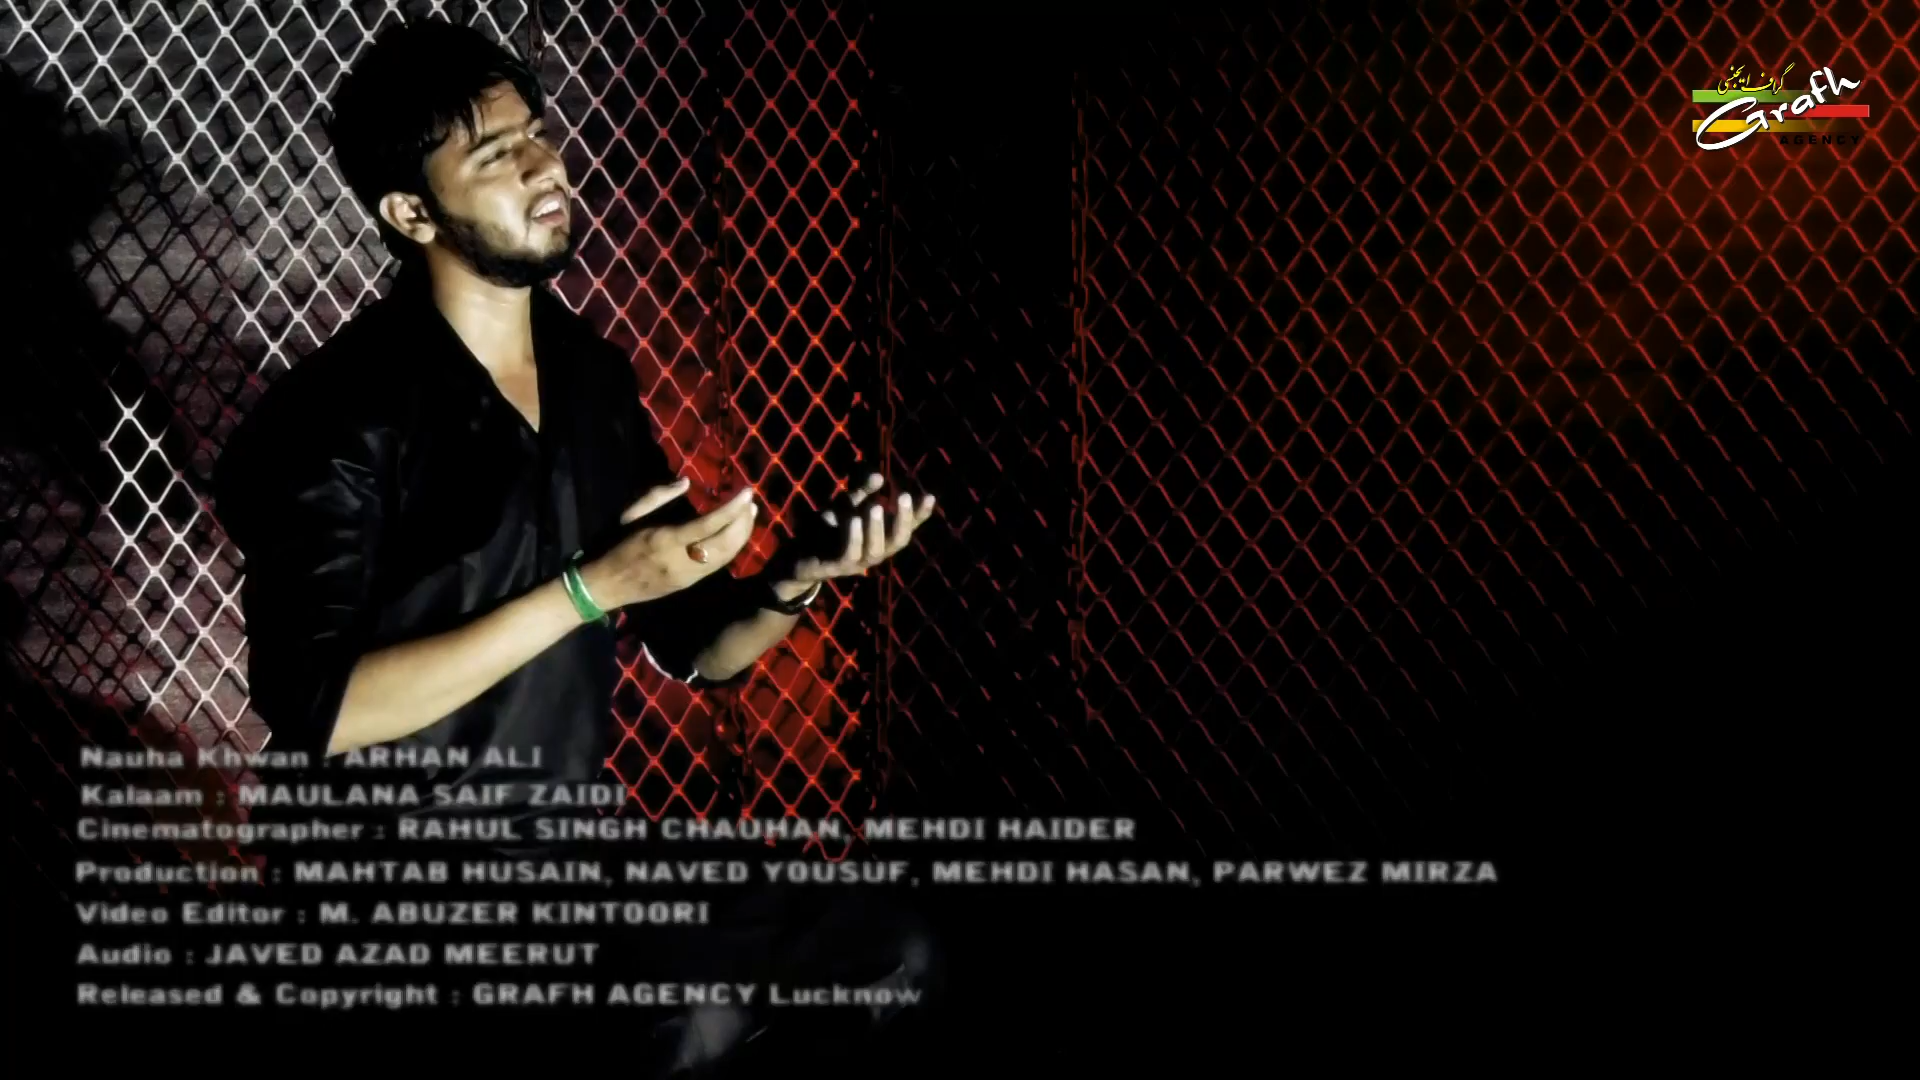 گراف ایجنسی
Grafh
AGENCY
Nauha Khwan : ARHAN ALI
Kalaam : MAULANA SAIF ZAIDI
Cinematographer : RAHUL SINGH CHAUHAN, MEHDI HAIDER
Production : MAHTAB HUSAIN, NAVED YOUSUF, MEHDI HASAN, PARWEZ MIRZA
Video Editor : M. ABUZER KINTOORI
Audio : JAVED AZAD MEERUT
Released & Copyright : GRAFH AGENCY Lucknow